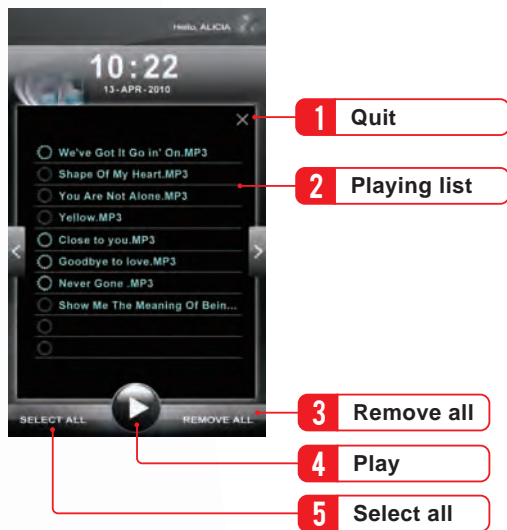 Hello, ALICIA
10:22
13-APR-2010
We've Got It Go in' On.MP3
Shape Of My Heart.MP3
You Are Not Alone.MP3
Yellow.MP3
Close to you.MP3
Goodbye to love.MP3
Never Gone .MP3
Show Me The Meaning Of Bein...
SELECT ALL
REMOVE ALL
1 Quit
2 Playing list
3 Remove all
4 Play
5 Select all